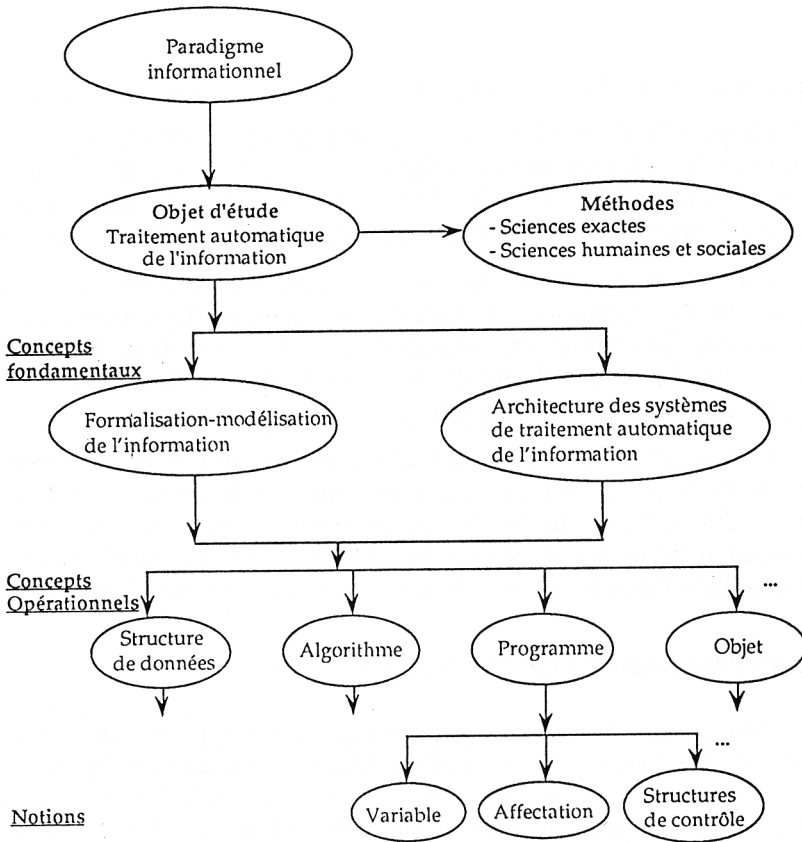 Paradigme
informationnel
Objet d'étude
Traitement automatique
de l'information
Méthodes
- Sciences exactes
- Sciences humaines et sociales
Concepts
fondamentaux
Formalisation-modélisation
de l'information
Architecture des systèmes
de traitement automatique
de l'information
Concepts
Opérationnels
...
Structure
de données
Algorithme
Programme
Objet
...
Notions
Variable
Affectation
Structures
de contrôle